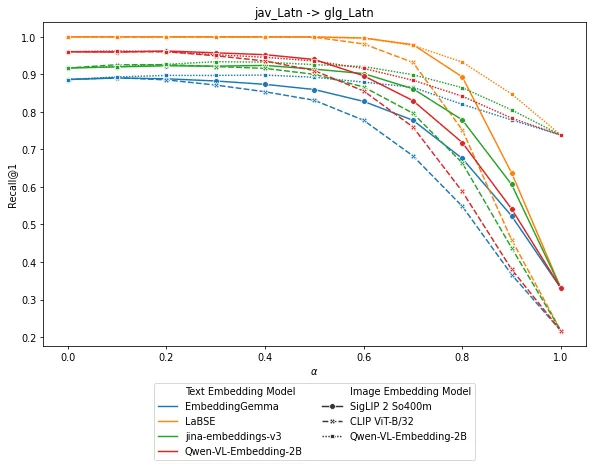 jav_Latn -> glg_Latn
1.0
0.9
0.8
0.7
0.6
0.5
0.4
0.3
0.2
Recall@1
0.0 0.2 0.4 0.6 0.8 1.0
α
Text Embedding Model
EmbeddingGemma
LaBSE
jina-embeddings-v3
Qwen-VL-Embedding-2B
Image Embedding Model
SigLIP 2 So400m
CLIP ViT-B/32
Qwen-VL-Embedding-2B